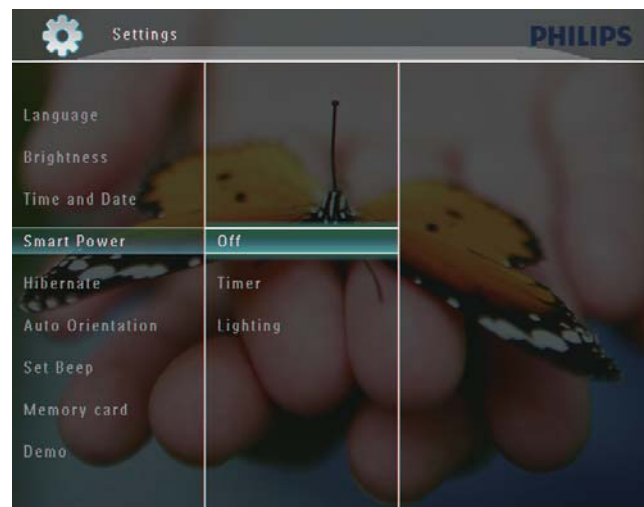 Settings
PHILIPS
Language
Brightness
Time and Date
Smart Power
Off
Hibernate
Timer
Auto Orientation
Lighting
Set Beep
Memory card
Demo